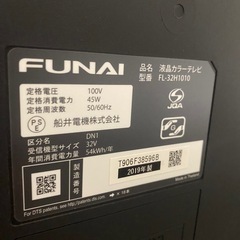 FUNAI
品名:液晶カラーテレビ
型番:FL-32H1010
定格電圧:100V
定格消費電力:45W
定格周波数:50/60Hz
PSE
船井電機株式会社
JQA
区分名:DN1
受信機型サイズ:32V
年間消費電力量:54kWh/年
製造番号
T906F38596B
2019年製